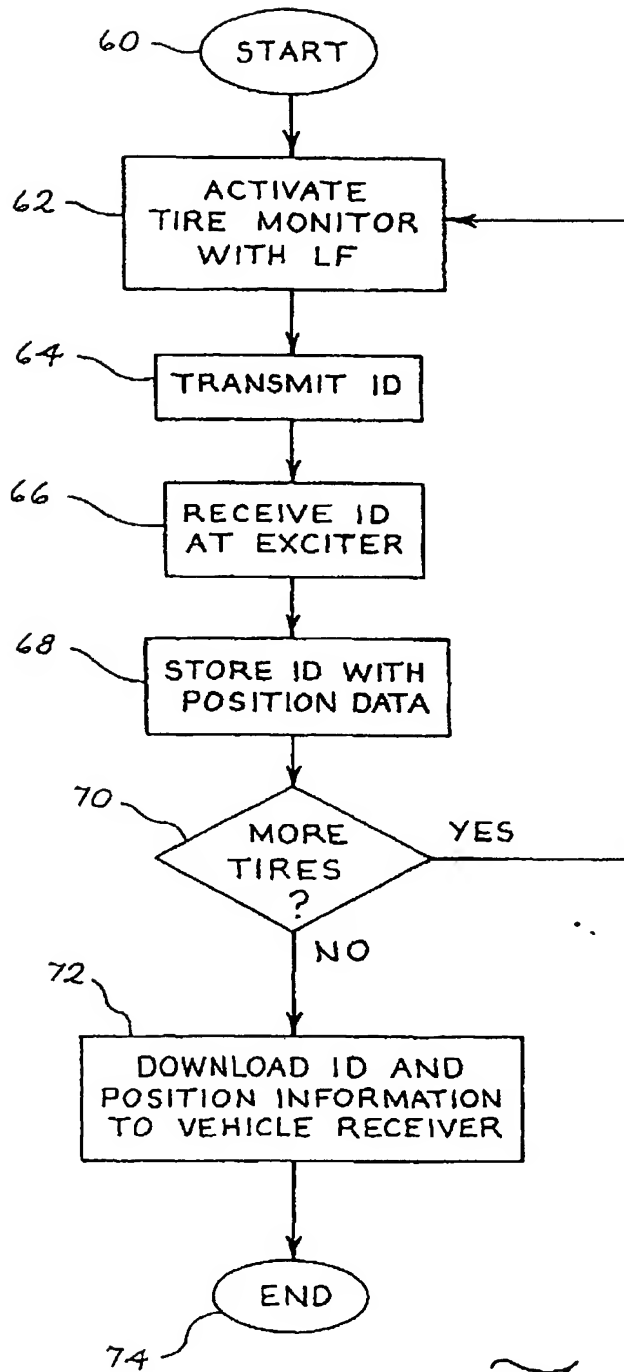 60
START
62
ACTIVATE
TIRE MONITOR
WITH LF
64
TRANSMIT ID
66
RECEIVE ID
AT EXCITER
68
STORE ID WITH
POSITION DATA
70
MORE
TIRES
?
YES
NO
72
DOWNLOAD ID AND
POSITION INFORMATION
TO VEHICLE RECEIVER
END
74